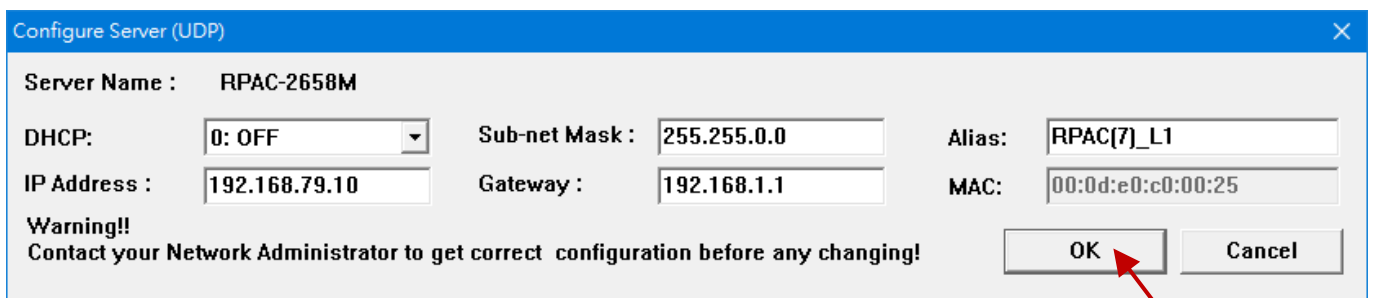 Configure Server (UDP)
Server Name : RPAC-2658M
DHCP: 0: OFF Sub-net Mask : 255.255.0.0 Alias: RPAC(7)_L1
IP Address : 192.168.79.10 Gateway : 192.168.1.1 MAC: 00:0d:e0:c0:00:25
Warning!!
Contact your Network Administrator to get correct configuration before any changing!
OK Cancel